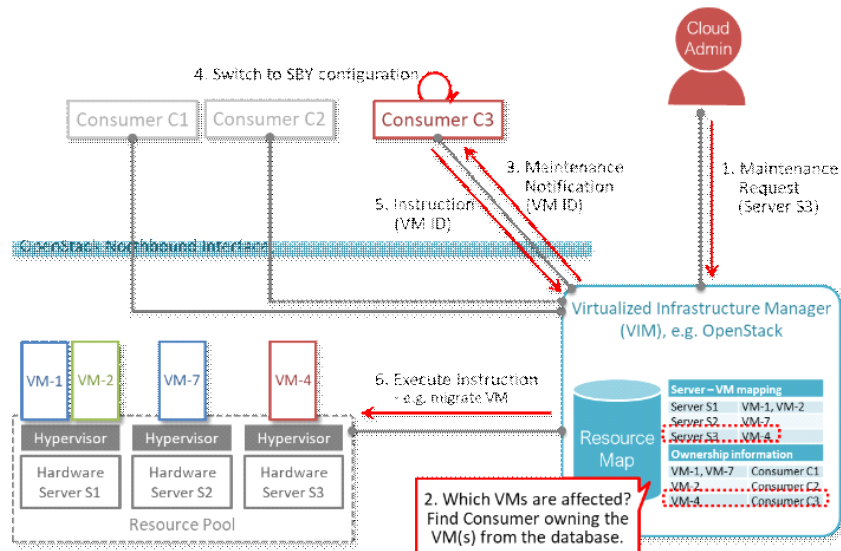 Cloud
Admin
4. Switch to SBY configuration
Consumer C1
Consumer C2
Consumer C3
3. Maintenance
Notification
(VM ID)
1. Maintenance
Request
(Server S3)
5. Instruction
(VM ID)
OpenStack Northbound Interface
Virtualized Infrastructure Manager
(VIM), e.g. OpenStack
VM-1
VM-2
VM-7
VM-4
6. Execute Instruction
- e.g. migrate VM
Hypervisor
Hypervisor
Hypervisor
Hardware
Server S1
Hardware
Server S2
Hardware
Server S3
Resource Pool
Resource
Map
Server – VM mapping
Server S1 VM-1, VM-2
Server S2 VM-7
Server S3 VM-4
Ownership information
VM-1, VM-7 Consumer C1
VM-2 Consumer C2
VM-4 Consumer C3
2. Which VMs are affected?
Find Consumer owning the
VM(s) from the database.